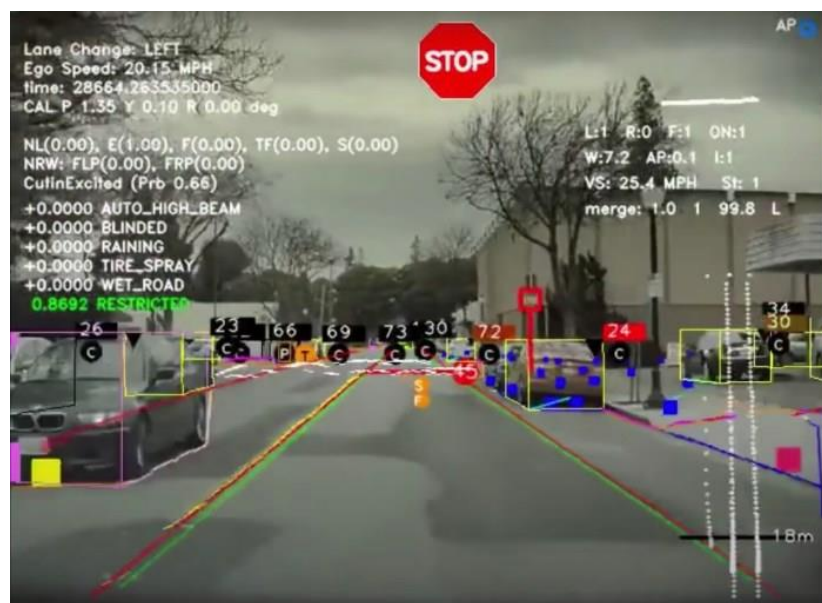 AP
STOP
Lane Change: LEFT
Ego Speed: 20.15 MPH
time: 28664.263535000
CAL P 1.35 Y 0.10 R 0.00 deg
NL(0.00), E(1.00), F(0.00), TF(0.00), S(0.00)
NRW: FLP(0.00), FRP(0.00)
CutinExcited (Prb 0.66)
+0.0000 AUTO_HIGH_BEAM
+0.0000 BLINDED
+0.0000 RAINING
+0.0000 TIRE_SPRAY
+0.0000 WET_ROAD
0.8692 RESTRICTED
L:1 R:0 F:1 ON:1
W:7.2 AP:0.1 I:1
VS: 25.4 MPH St: 1
merge: 1.0 1 99.8 L
26 23 66 69 73 130 72 24 34
30
C C P T C C C C C C
45
S
F
18m